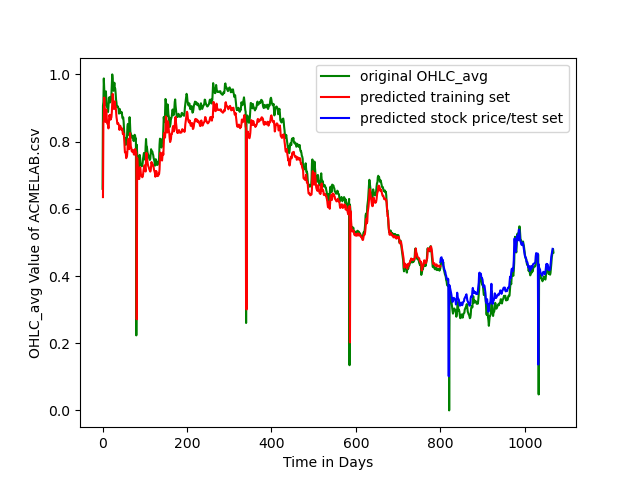 original OHLC_avg
predicted training set
predicted stock price/test set
OHLC_avg Value of ACMELAB.csv
1.0
0.8
0.6
0.4
0.2
0.0
0 200 400 600 800 1000
Time in Days